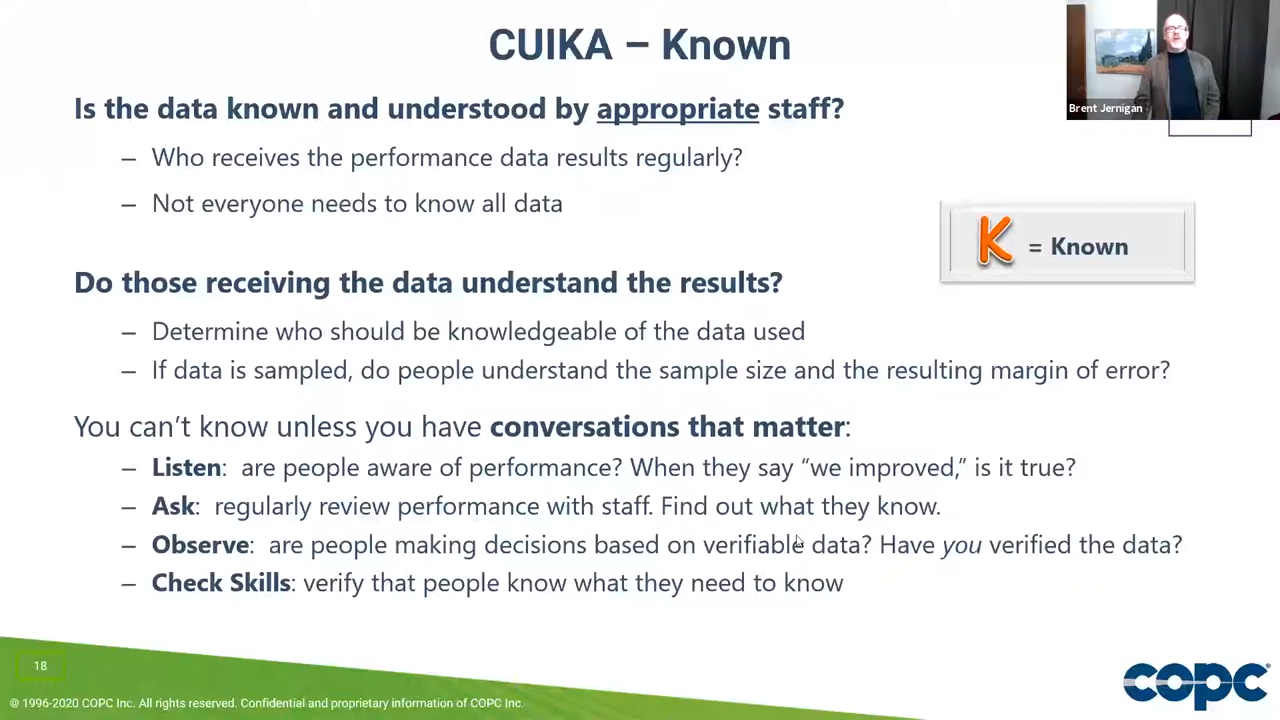 CUIKA – Known
Brent Jernigan
Is the data known and understood by appropriate staff?
– Who receives the performance data results regularly?
– Not everyone needs to know all data
K = Known
Do those receiving the data understand the results?
– Determine who should be knowledgeable of the data used
– If data is sampled, do people understand the sample size and the resulting margin of error?
You can’t know unless you have conversations that matter:
– Listen: are people aware of performance? When they say “we improved,” is it true?
– Ask: regularly review performance with staff. Find out what they know.
– Observe: are people making decisions based on verifiable data? Have you verified the data?
– Check Skills: verify that people know what they need to know
18
© 1996-2020 COPC Inc. All rights reserved. Confidential and proprietary information of COPC Inc.
copc®